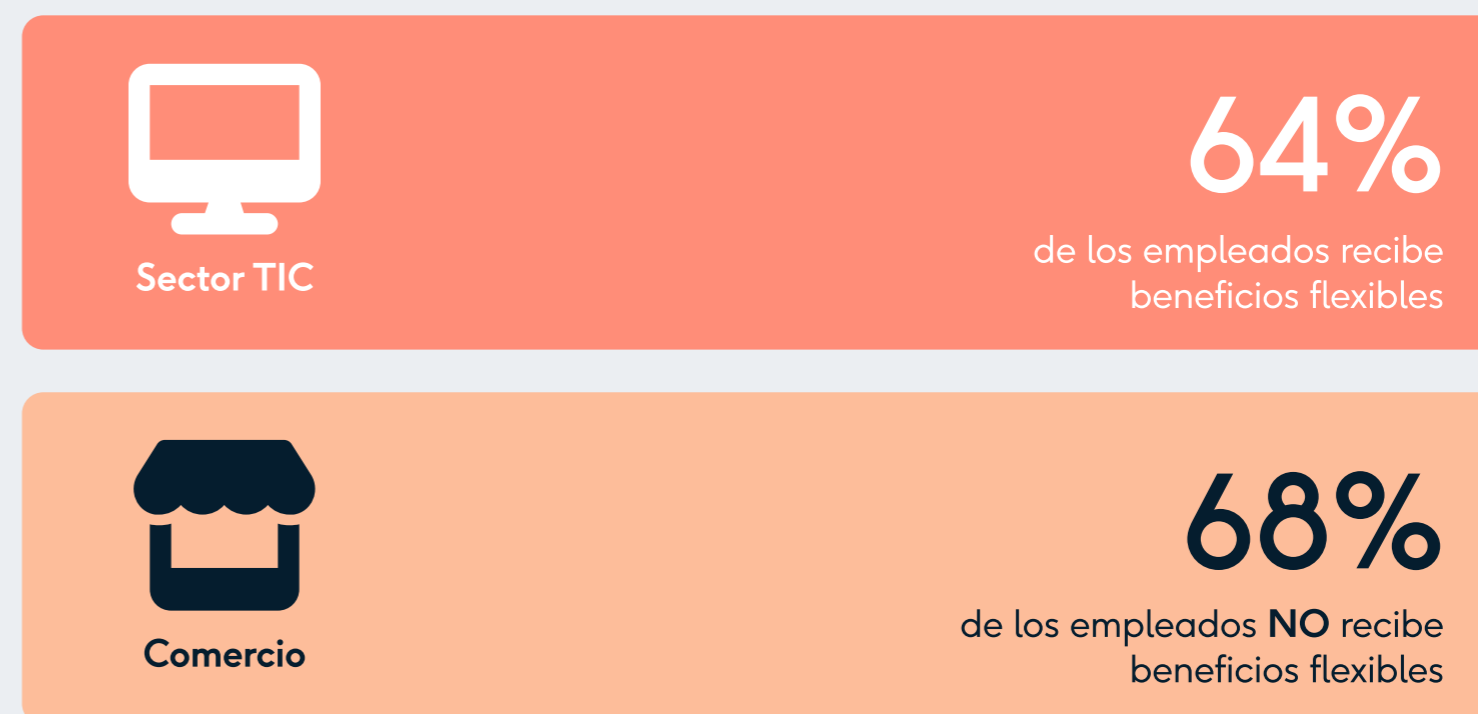 Sector TIC
64%
de los empleados recibe
beneficios flexibles
Comercio
68%
de los empleados NO recibe
beneficios flexibles